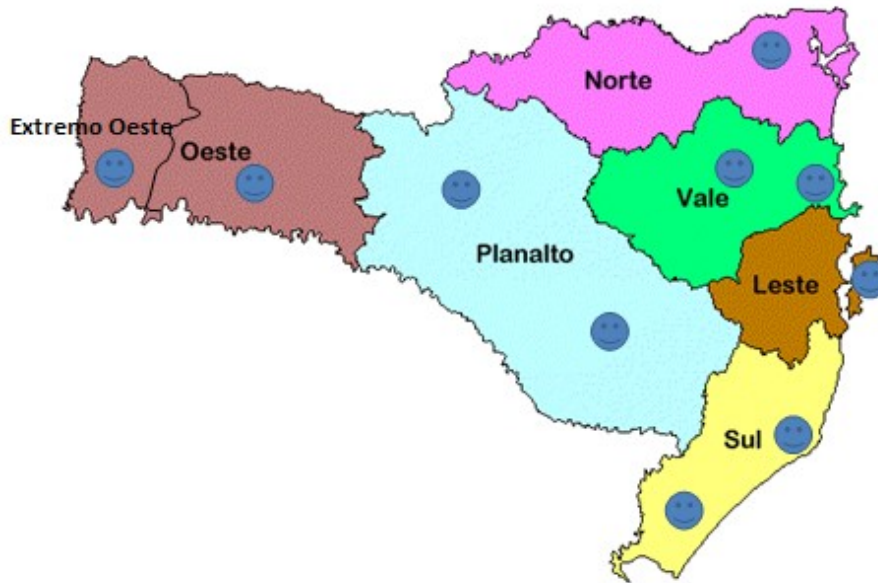 Norte
Extremo Oeste
Oeste
Vale
Planalto
Leste
Sul